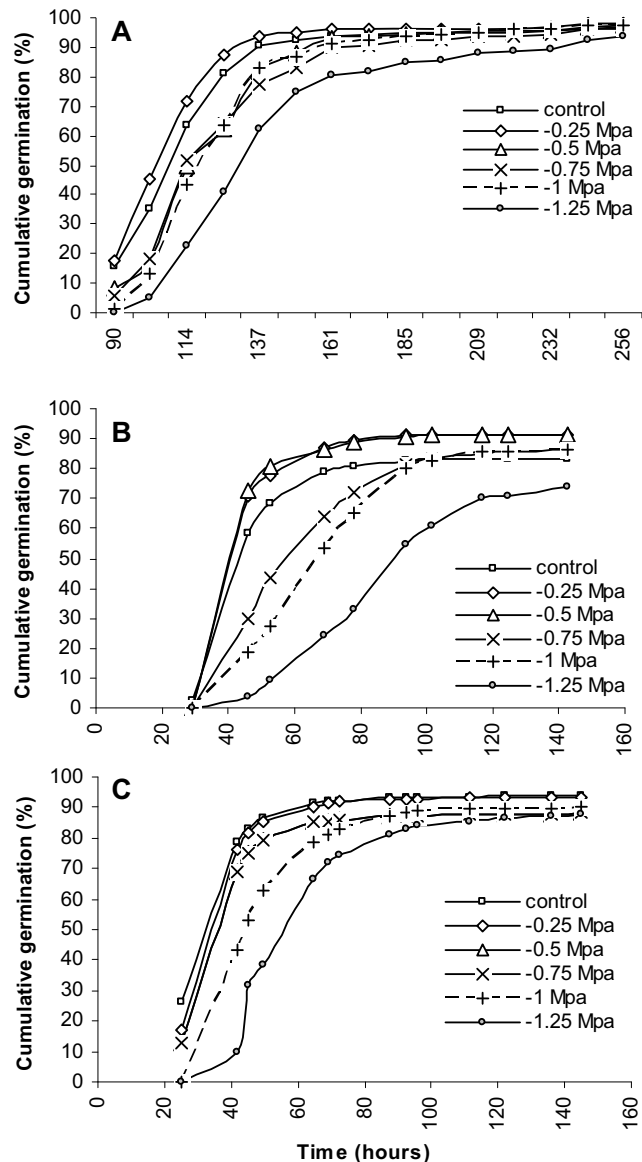 A
Cumulative germination (%)
100
90
80
70
60
50
40
30
20
10
0
control
-0.25 Mpa
-0.5 Mpa
-0.75 Mpa
-1 Mpa
-1.25 Mpa
90 114 137 161 185 209 232 256
B
Cumulative germination (%)
100
90
80
70
60
50
40
30
20
10
0
control
-0.25 Mpa
-0.5 Mpa
-0.75 Mpa
-1 Mpa
-1.25 Mpa
0 20 40 60 80 100 120 140 160
C
Cumulative germination (%)
100
90
80
70
60
50
40
30
20
10
0
control
-0.25 Mpa
-0.5 Mpa
-0.75 Mpa
-1 Mpa
-1.25 Mpa
0 20 40 60 80 100 120 140 160
Time (hours)